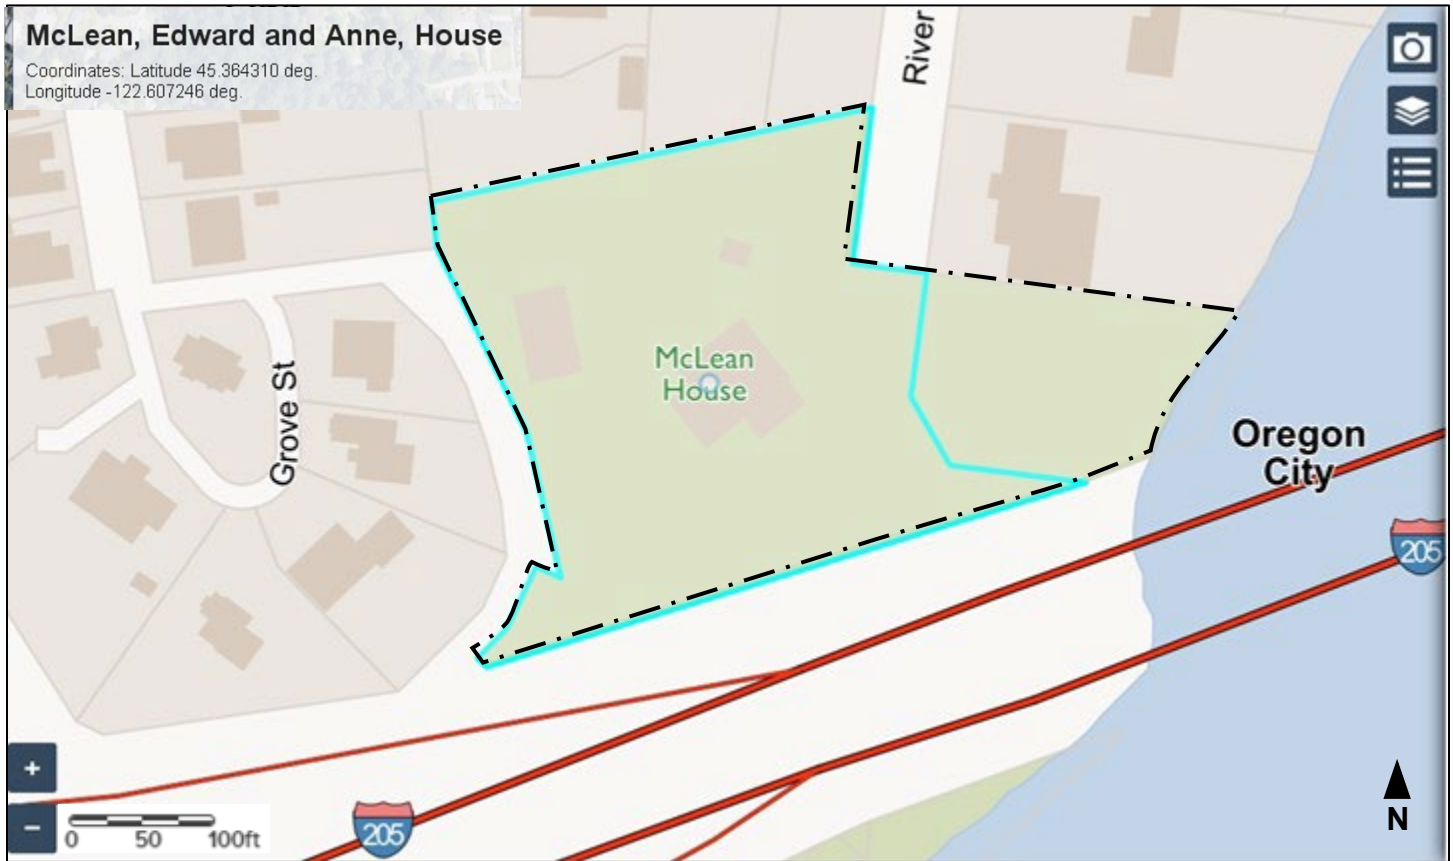 McLean, Edward and Anne, House
Coordinates: Latitude 45.364310 deg.
Longitude -122.607246 deg.
River
McLean
House
Grove St
Oregon
City
205
205
+
−
0 50 100ft
N